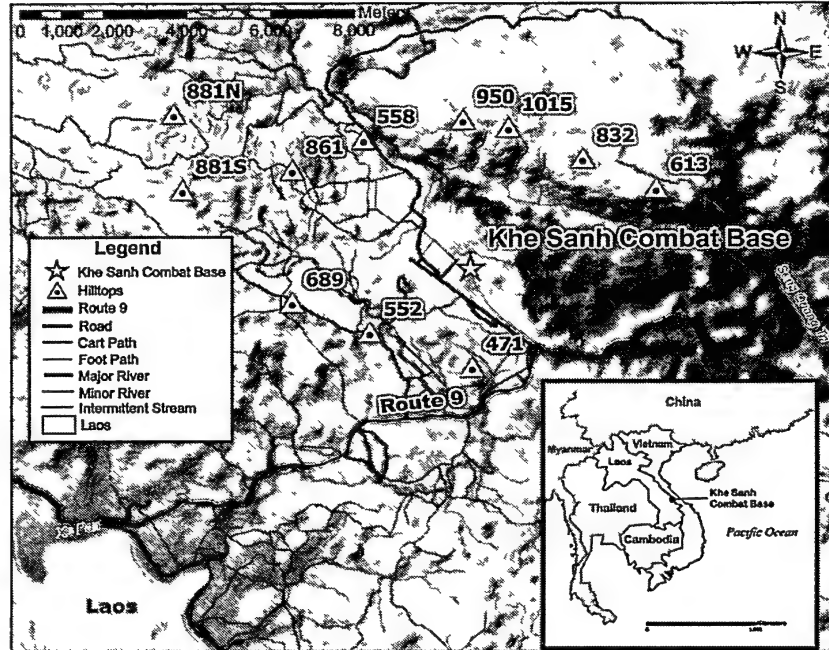 Meters
0 1,000 2,000 4,000 6,000 8,000
N
W E
S
881N
558
950
1015
861
832
881S
613
Khe Sanh Combat Base
Legend
Khe Sanh Combat Base
Hilltops
Route 9
Road
Cart Path
Foot Path
Major River
Minor River
Intermittent Stream
Laos
689
552
471
Route 9
Laos
China
Myanmar
Vietnam
Laos
Thailand
Khe Sanh
Combat Base
Cambodia
Pacific Ocean